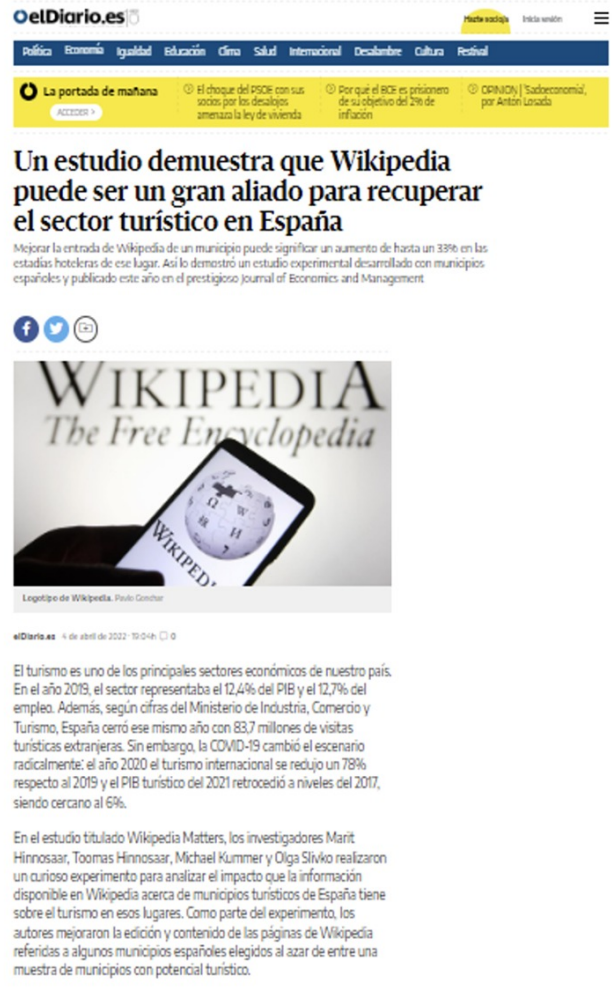 elDiario.es
Hazte socio/a
Inicia sesión
Política Economía Igualdad Educación Clima Salud Internacional Desalambre Cultura Festival
La portada de mañana
ACCEDER >
El choque del PSOE con sus
socios por los desalojos
amenaza la ley de vivienda
Por qué el BCE es prisionero
de su objetivo del 2% de
inflación
OPINIÓN | 'Sadoeconomía',
por Antón Losada
Un estudio demuestra que Wikipedia
puede ser un gran aliado para recuperar
el sector turístico en España
Mejorar la entrada de Wikipedia de un municipio puede significar un aumento de hasta un 33% en las
estadías hoteleras de ese lugar. Así lo demostró un estudio experimental desarrollado con municipios
españoles y publicado este año en el prestigioso Journal of Economics and Management
WIKIPEDIA
The Free Encyclopedia
WIKIPED
Logotipo de Wikipedia. Pavlo Gonchar
elDiario.es 4 de abril de 2022 - 19:04h 0
El turismo es uno de los principales sectores económicos de nuestro país.
En el año 2019, el sector representaba el 12,4% del PIB y el 12,7% del
empleo. Además, según cifras del Ministerio de Industria, Comercio y
Turismo, España cerró ese mismo año con 83,7 millones de visitas
turísticas extranjeras. Sin embargo, la COVID-19 cambió el escenario
radicalmente: el año 2020 el turismo internacional se redujo un 78%
respecto al 2019 y el PIB turístico del 2021 retrocedió a niveles del 2017,
siendo cercano al 6%.
En el estudio titulado Wikipedia Matters, los investigadores Marit
Hinnosaar, Toomas Hinnosaar, Michael Kummer y Olga Slivko realizaron
un curioso experimento para analizar el impacto que la información
disponible en Wikipedia acerca de municipios turísticos de España tiene
sobre el turismo en esos lugares. Como parte del experimento, los
autores mejoraron la edición y contenido de las páginas de Wikipedia
referidas a algunos municipios españoles elegidos al azar de entre una
muestra de municipios con potencial turístico.